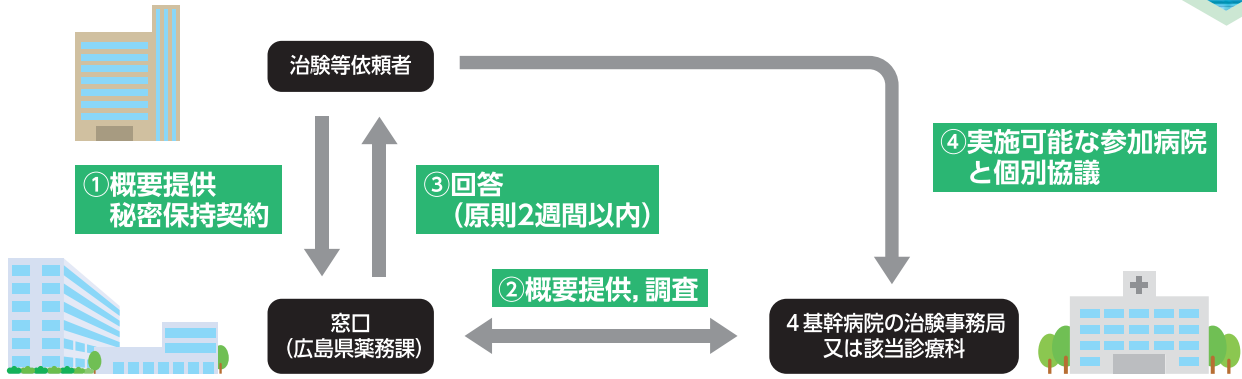 治験等依頼者
④実施可能な参加病院
と個別協議
①概要提供
秘密保持契約
③回答
(原則2週間以内)
②概要提供,調査
窓口
(広島県薬務課)
4基幹病院の治験事務局
又は該当診療科